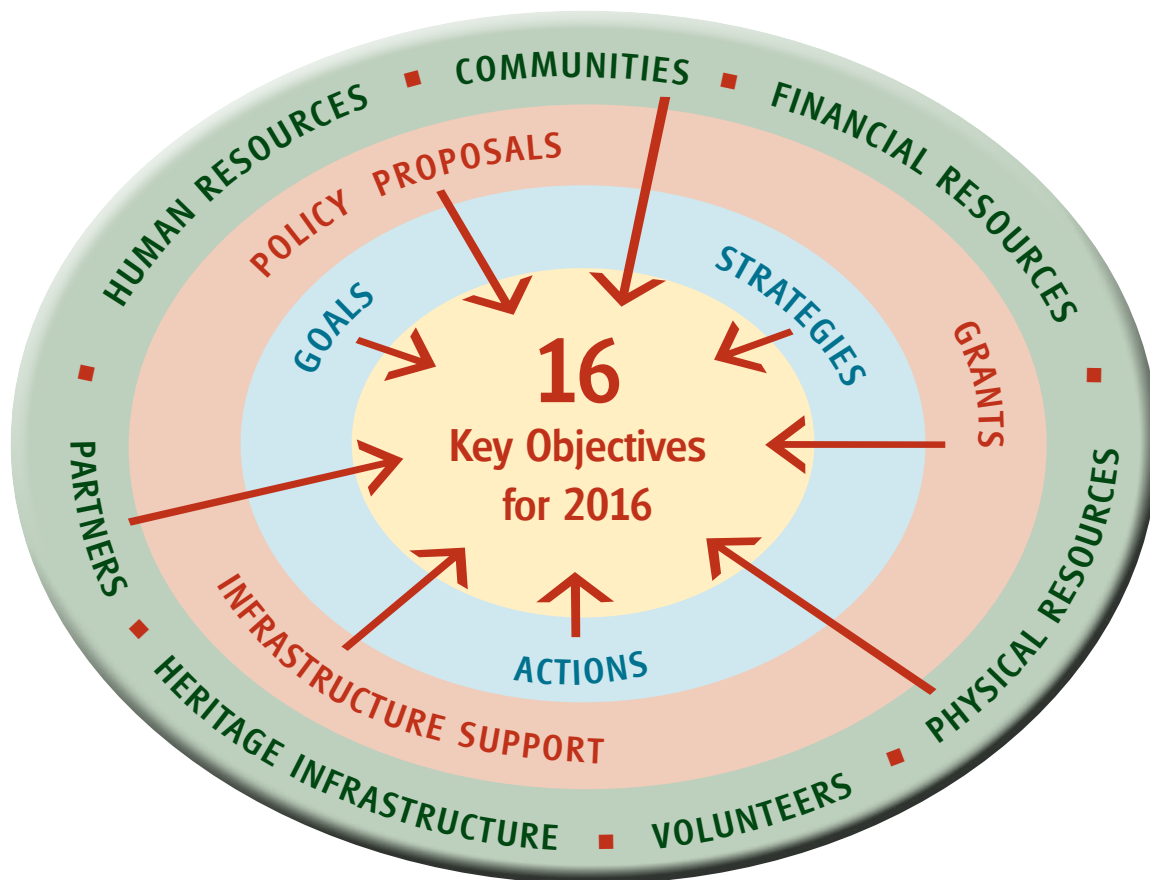 HUMAN RESOURCES ▪ COMMUNITIES ▪ FINANCIAL RESOURCES ▪ PHYSICAL RESOURCES ▪ VOLUNTEERS ▪ HERITAGE INFRASTRUCTURE ▪ PARTNERS ▪
POLICY PROPOSALS
GRANTS
INFRASTRUCTURE SUPPORT
GOALS
STRATEGIES
ACTIONS
16
Key Objectives
for 2016